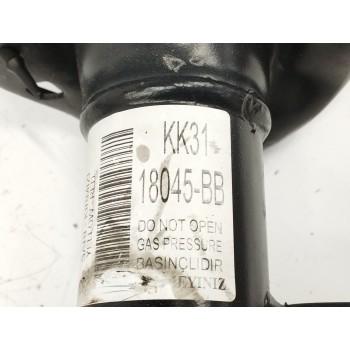 KK31-
18045-BB
DO NOT OPEN
GAS PRESSURE
BASINÇLIDIR